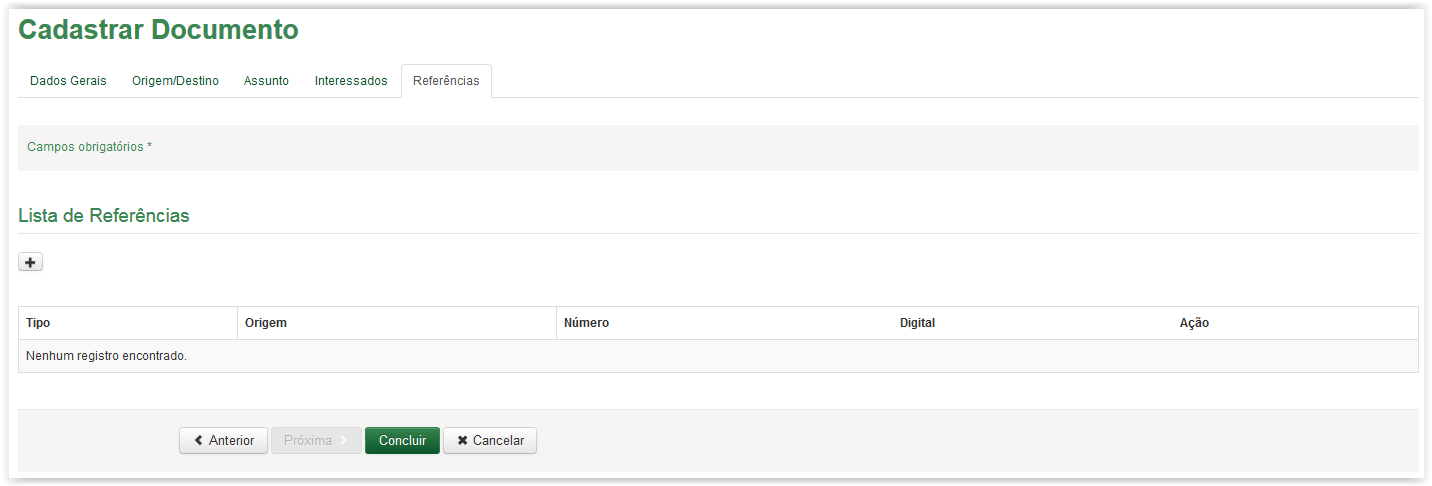 Cadastrar Documento
Dados Gerais Origem/Destino Assunto Interessados Referências
Campos obrigatórios *
Lista de Referências
Tipo Origem Número Digital Ação
Nenhum registro encontrado.
Anterior Próxima Concluir Cancelar